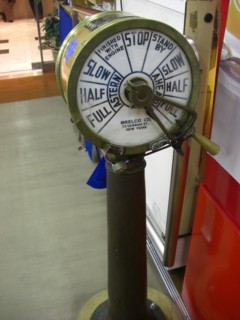 FINISHED WITH ENGINE
STOP
STAND BY
SLOW
SLOW
HALF
HALF
FULL
FULL
ASTERN
AHEAD
BRELCO CO.
NEW YORK